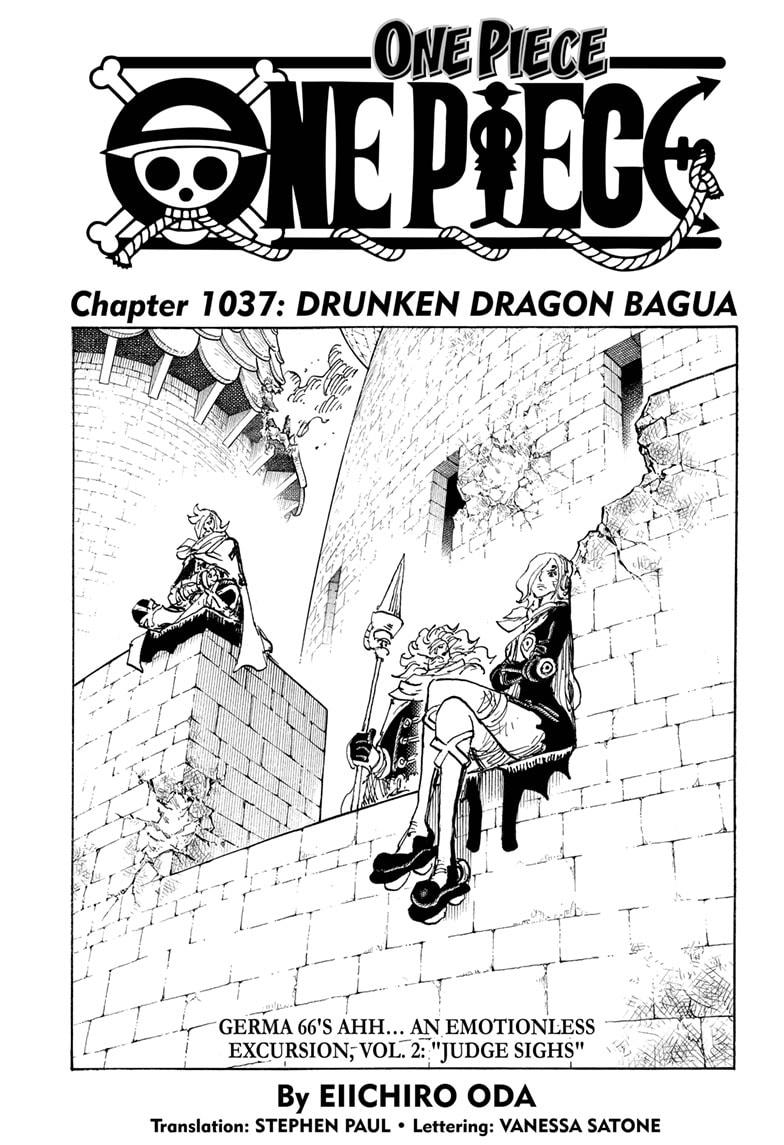 ONE PIECE
ONE PIECE
Chapter 1037: DRUNKEN DRAGON BAGUA
GERMA 66'S AHH... AN EMOTIONLESS
EXCURSION, VOL. 2: "JUDGE SIGHS"
By EIICHIRO ODA
Translation: STEPHEN PAUL • Lettering: VANESSA SATONE